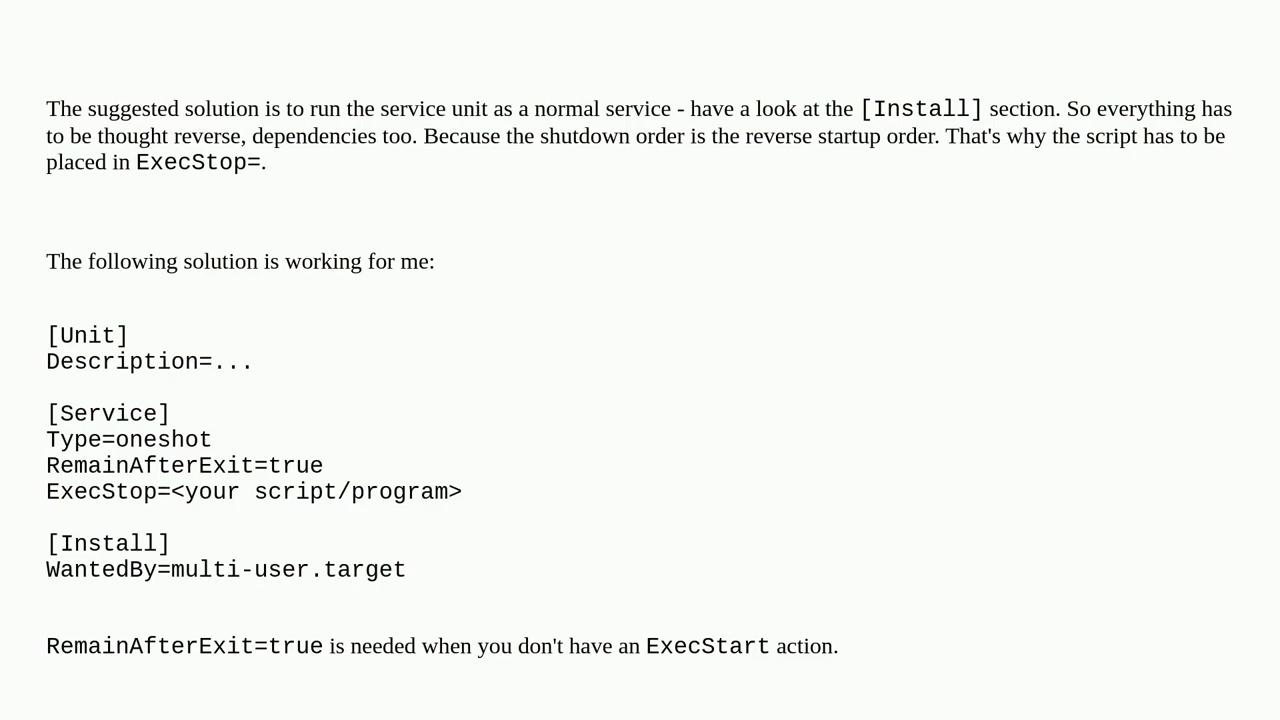 The suggested solution is to run the service unit as a normal service - have a look at the [Install] section. So everything has
to be thought reverse, dependencies too. Because the shutdown order is the reverse startup order. That's why the script has to be
placed in ExecStop=.
The following solution is working for me:
[Unit]
Description=...
[Service]
Type=oneshot
RemainAfterExit=true
ExecStop=<your script/program>
[Install]
WantedBy=multi-user.target
RemainAfterExit=true is needed when you don't have an ExecStart action.